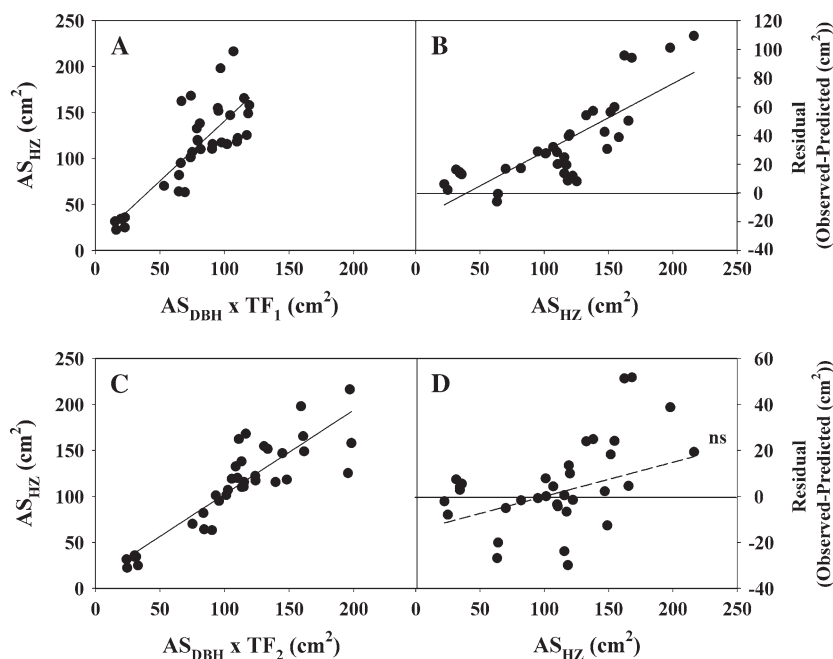 A
250
200
150
100
50
0
AS_HZ (cm²)
0 50 100 150 200
AS_DBH x TF₁ (cm²)
B
120
100
80
60
40
20
0
-20
-40
Residual
(Observed-Predicted (cm²))
0 50 100 150 200 250
AS_HZ (cm²)
C
250
200
150
100
50
0
AS_HZ (cm²)
0 50 100 150 200
AS_DBH x TF₂ (cm²)
D
ns
60
40
20
0
-20
-40
Residual
(Observed-Predicted (cm²))
0 50 100 150 200 250
AS_HZ (cm²)